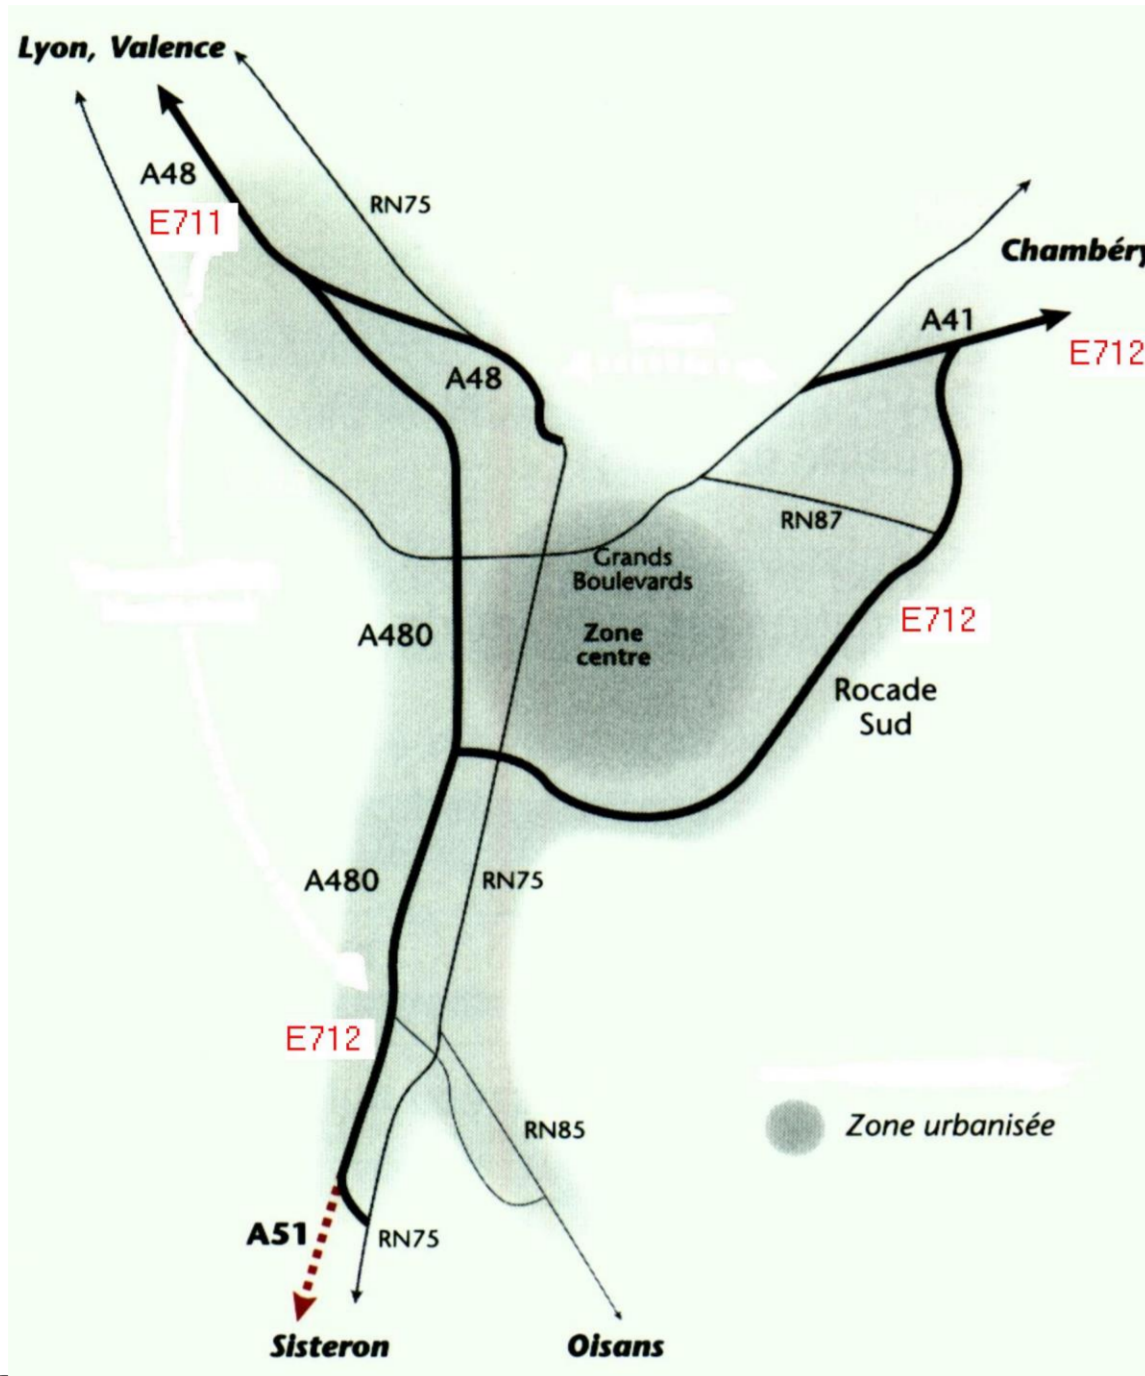 Lyon, Valence
A48
E711
RN75
Chambéry
A41
E712
A48
RN87
Grands
Boulevards
Zone
centre
A480
E712
Rocade
Sud
A480
RN75
E712
RN85
Zone urbanisée
A51
RN75
Sisteron
Oisans